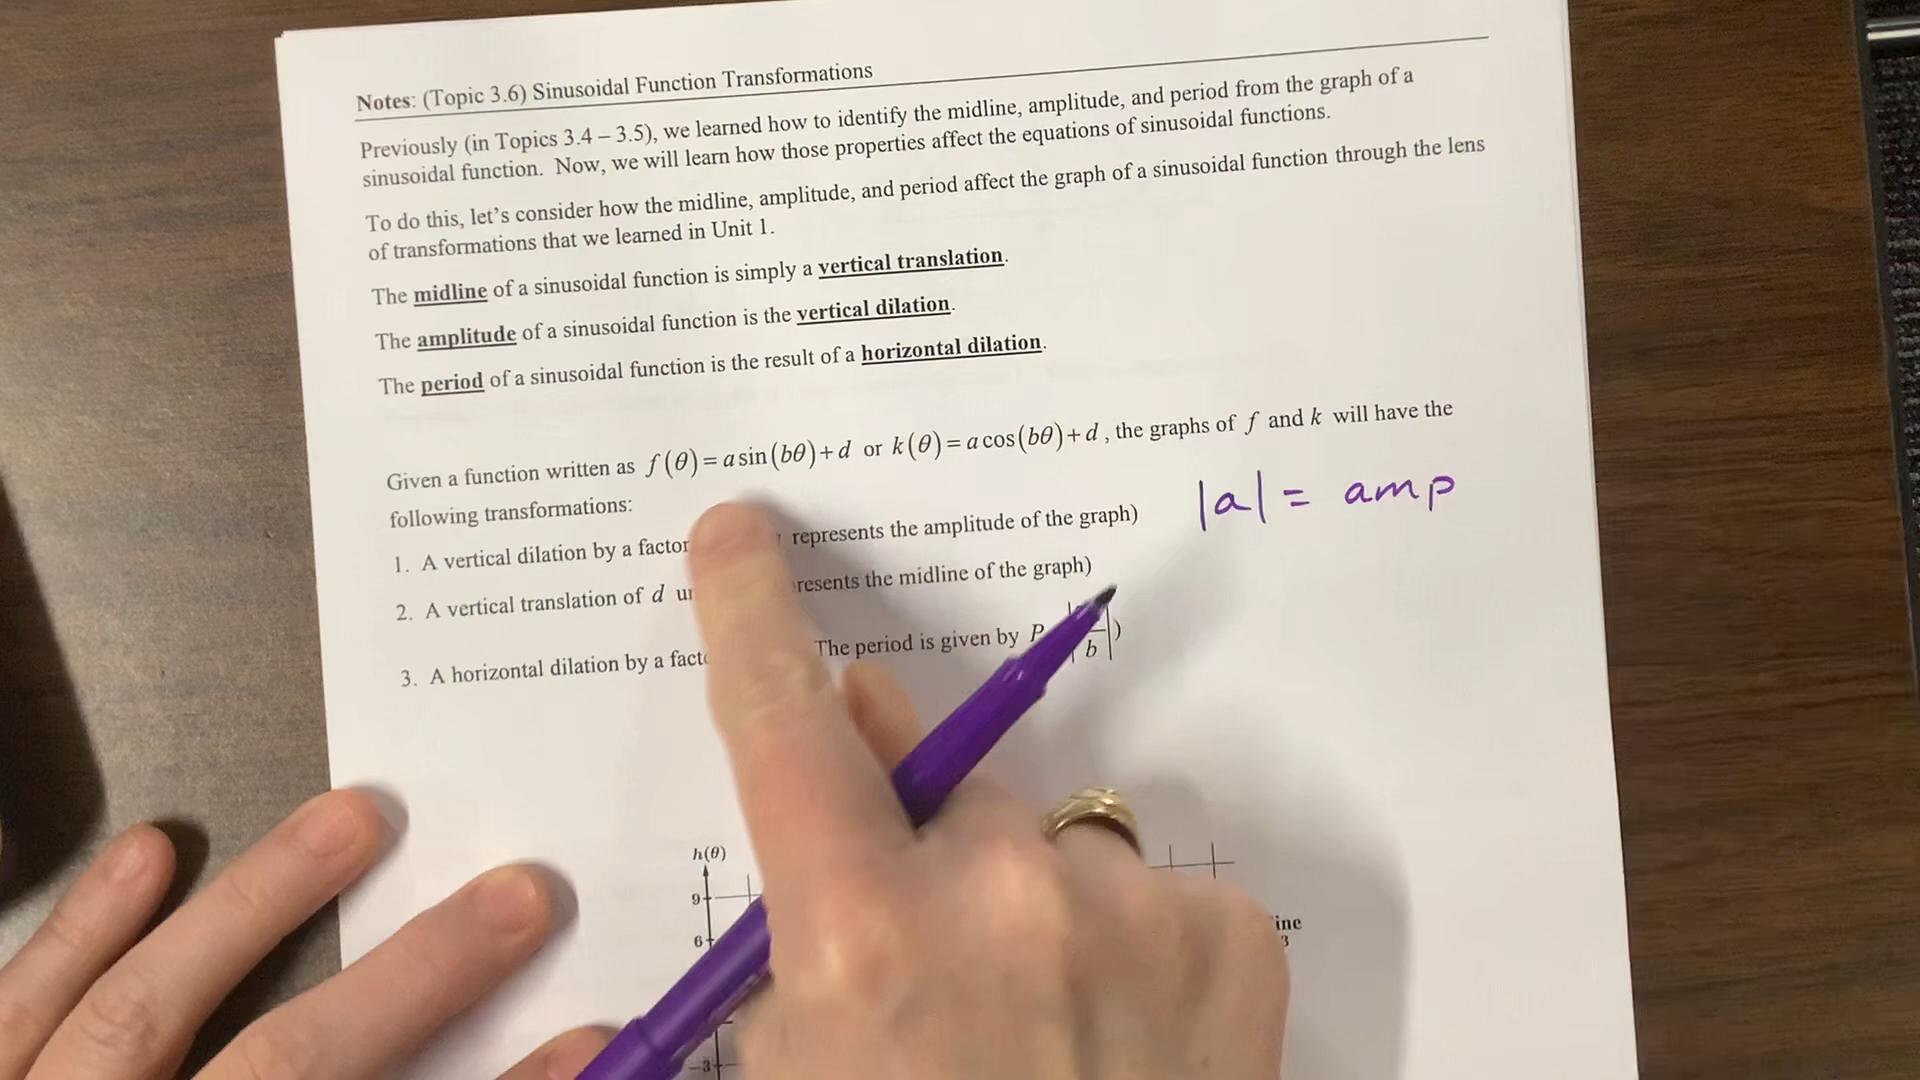 Notes: (Topic 3.6) Sinusoidal Function Transformations
Previously (in Topics 3.4 – 3.5), we learned how to identify the midline, amplitude, and period from the graph of a
sinusoidal function. Now, we will learn how those properties affect the equations of sinusoidal functions.
To do this, let's consider how the midline, amplitude, and period affect the graph of a sinusoidal function through the lens
of transformations that we learned in Unit 1.
The midline of a sinusoidal function is simply a vertical translation.
The amplitude of a sinusoidal function is the vertical dilation.
The period of a sinusoidal function is the result of a horizontal dilation.
Given a function written as f(θ) = a sin(bθ) + d or k(θ) = a cos(bθ) + d, the graphs of f and k will have the
following transformations:
|a| = amp
1. A vertical dilation by a factor represents the amplitude of the graph)
2. A vertical translation of d the midline of the graph)
3. A horizontal dilation by a The period is given by P b )
h(θ)
9
6
-3